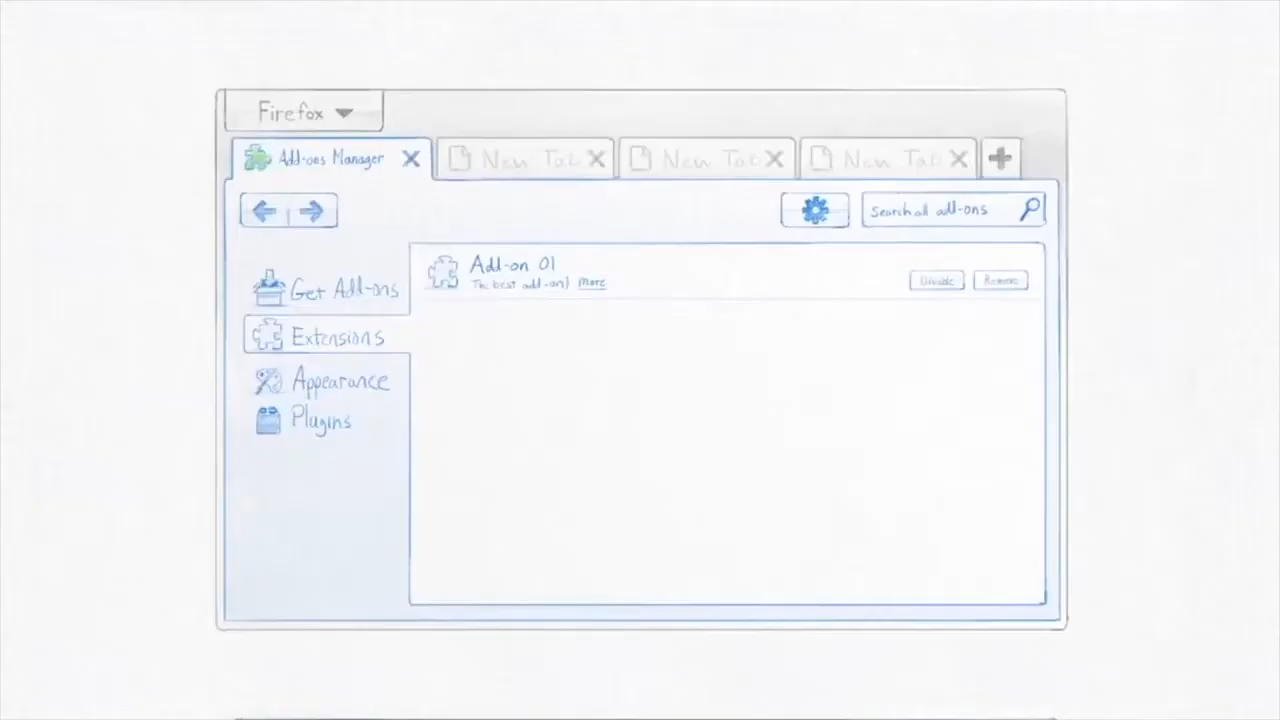 Firefox
Add-ons Manager
New Tab
New Tab
New Tab
Search all add-ons
Get Add-ons
Extensions
Appearance
Plugins
Add-on 01
The best add-on! More
Disable
Remove